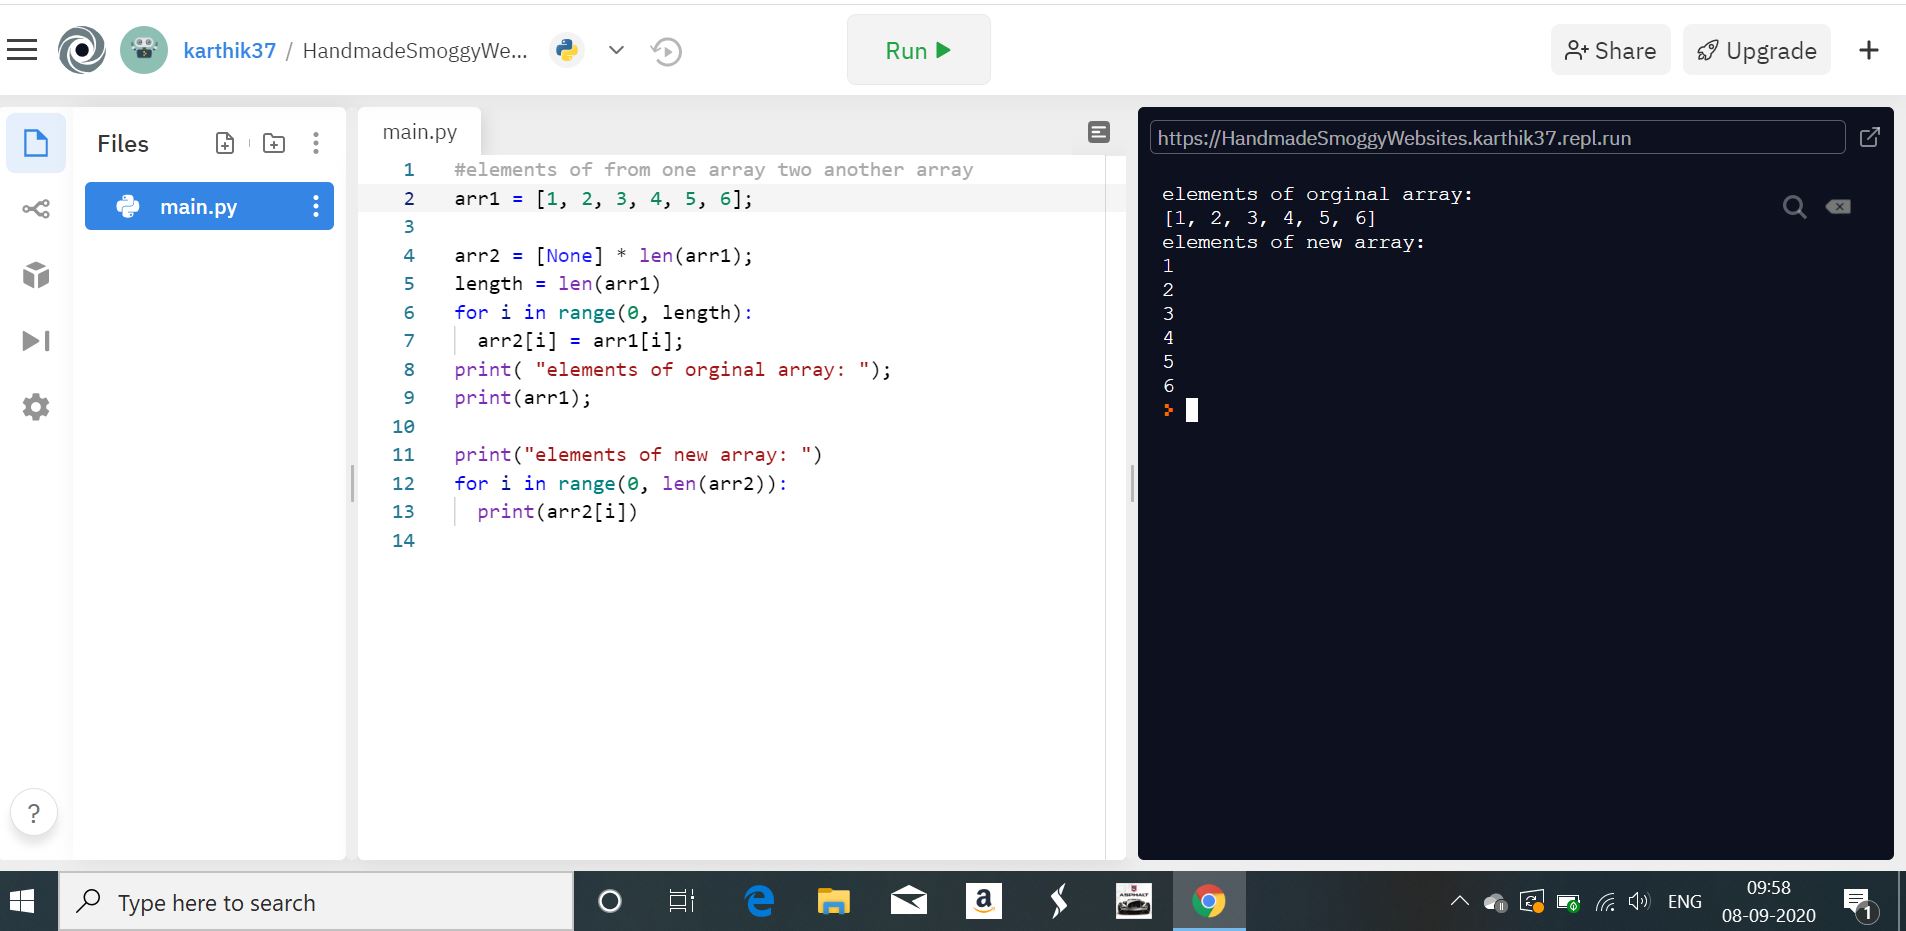 karthik37 / HandmadeSmoggyWe...
Run
Share
Upgrade
Files
main.py
main.py
1 #elements of from one array two another array
2 arr1 = [1, 2, 3, 4, 5, 6];
3
4 arr2 = [None] * len(arr1);
5 length = len(arr1)
6 for i in range(0, length):
7 arr2[i] = arr1[i];
8 print( "elements of orginal array: ");
9 print(arr1);
10
11 print("elements of new array: ")
12 for i in range(0, len(arr2)):
13 print(arr2[i])
14
https://HandmadeSmoggyWebsites.karthik37.repl.run
elements of orginal array:
[1, 2, 3, 4, 5, 6]
elements of new array:
1
2
3
4
5
6
?
Type here to search
a
ASPHALT
ENG
09:58
08-09-2020
1